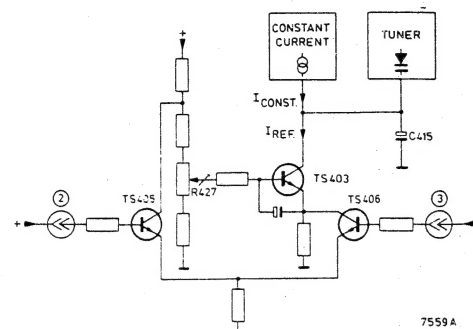 CONSTANT
CURRENT
TUNER
+
I CONST.
I REF.
C415
TS403
R427
TS405
TS406
2
3
+
7559A